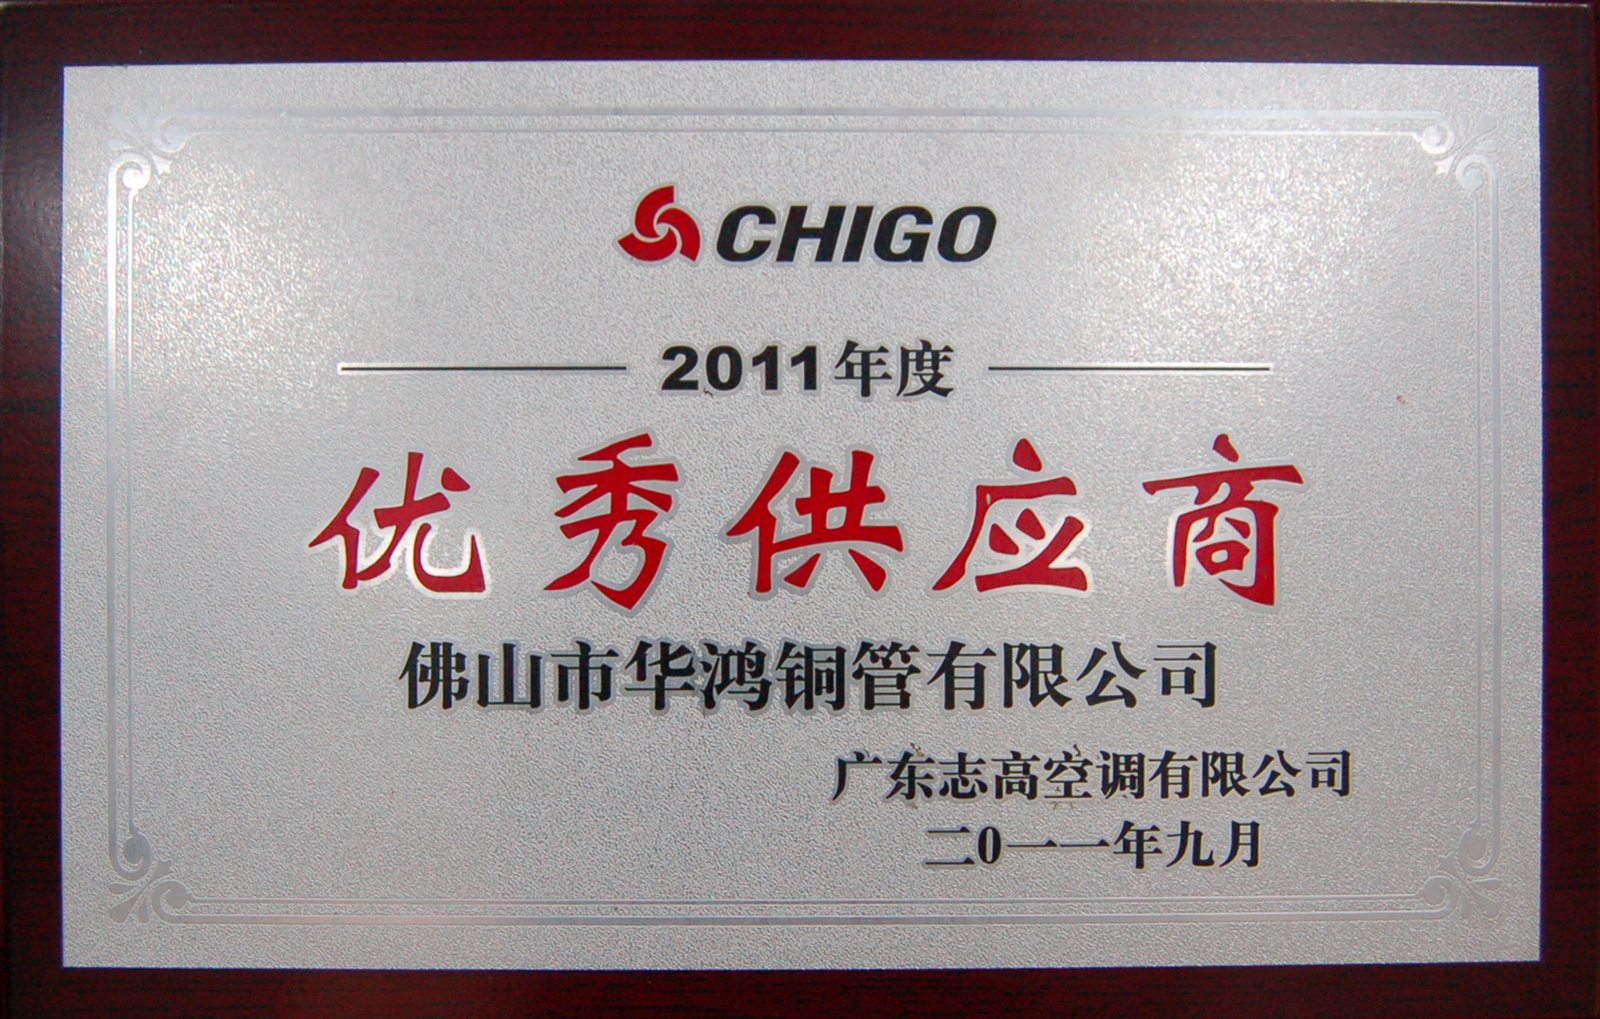 CHIGO
2011年度
优秀供应商
佛山市华鸿铜管有限公司
广东志高空调有限公司
二0一一年九月